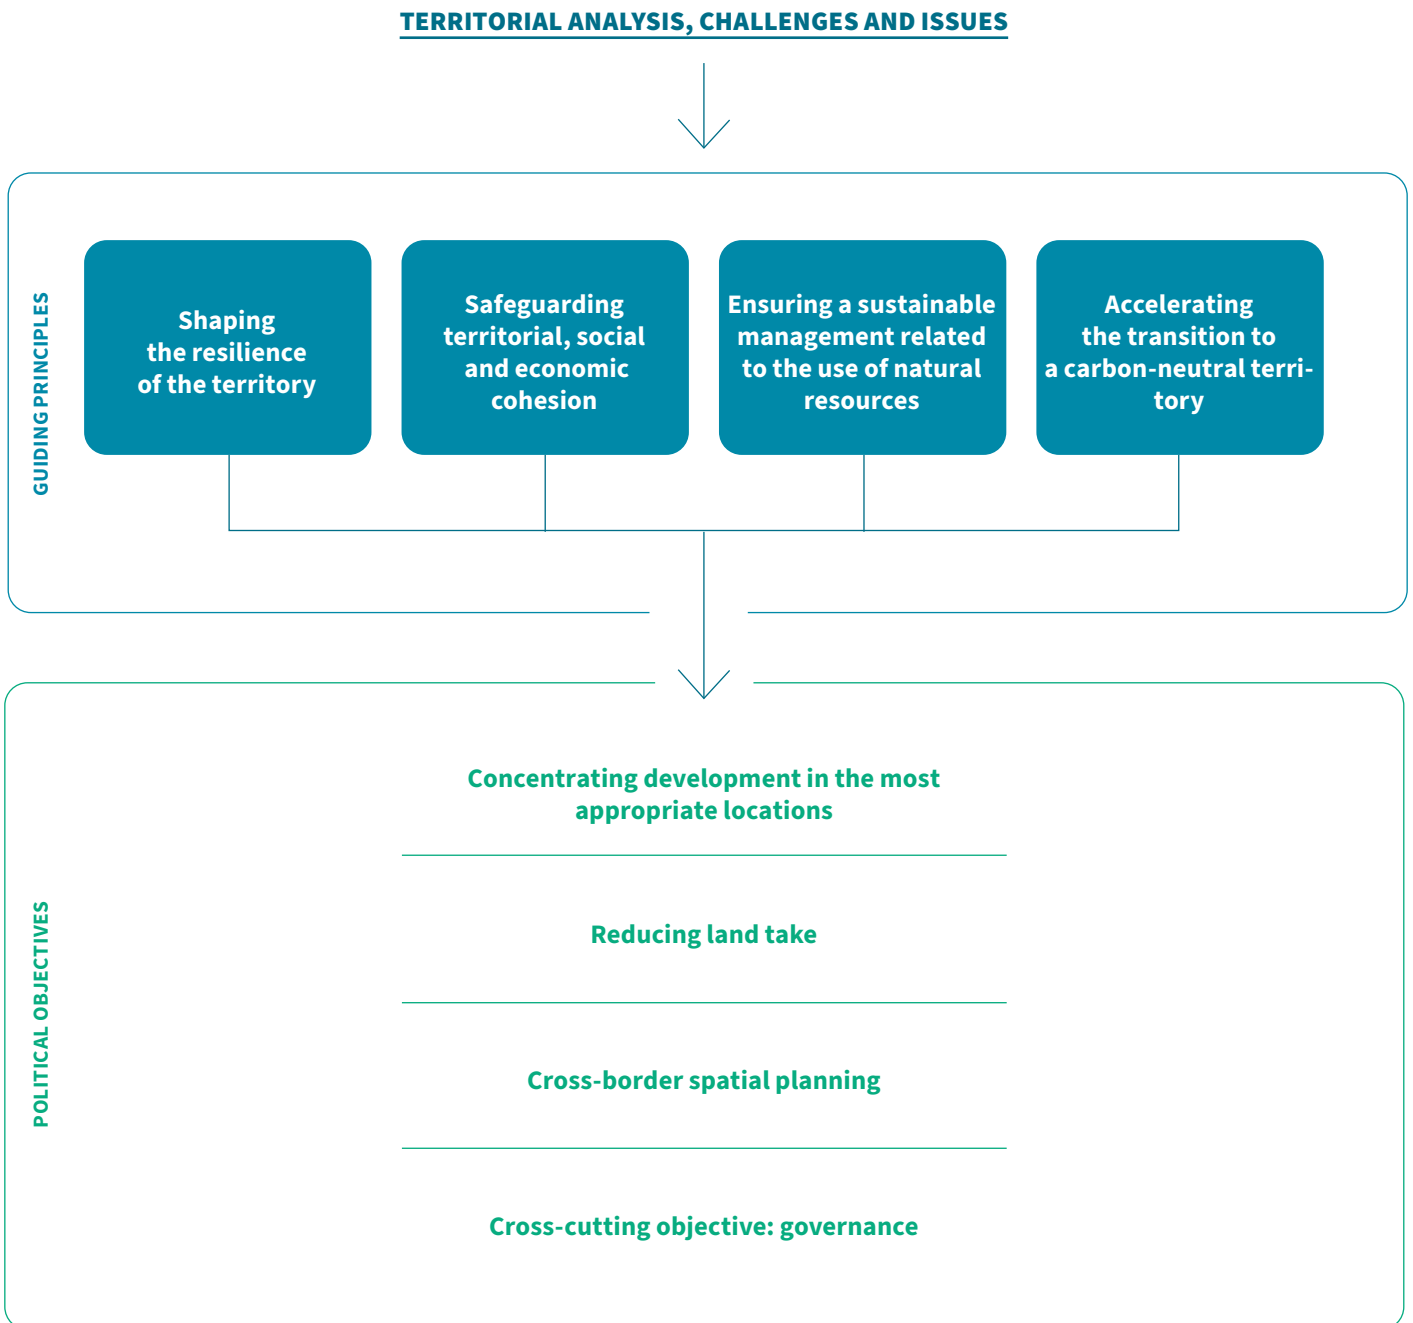 TERRITORIAL ANALYSIS, CHALLENGES AND ISSUES
GUIDING PRINCIPLES
Shaping
the resilience
of the territory
Safeguarding
territorial, social
and economic
cohesion
Ensuring a sustainable
management related
to the use of natural
resources
Accelerating
the transition to
a carbon-neutral terri-
tory
POLITICAL OBJECTIVES
Concentrating development in the most
appropriate locations
Reducing land take
Cross-border spatial planning
Cross-cutting objective: governance